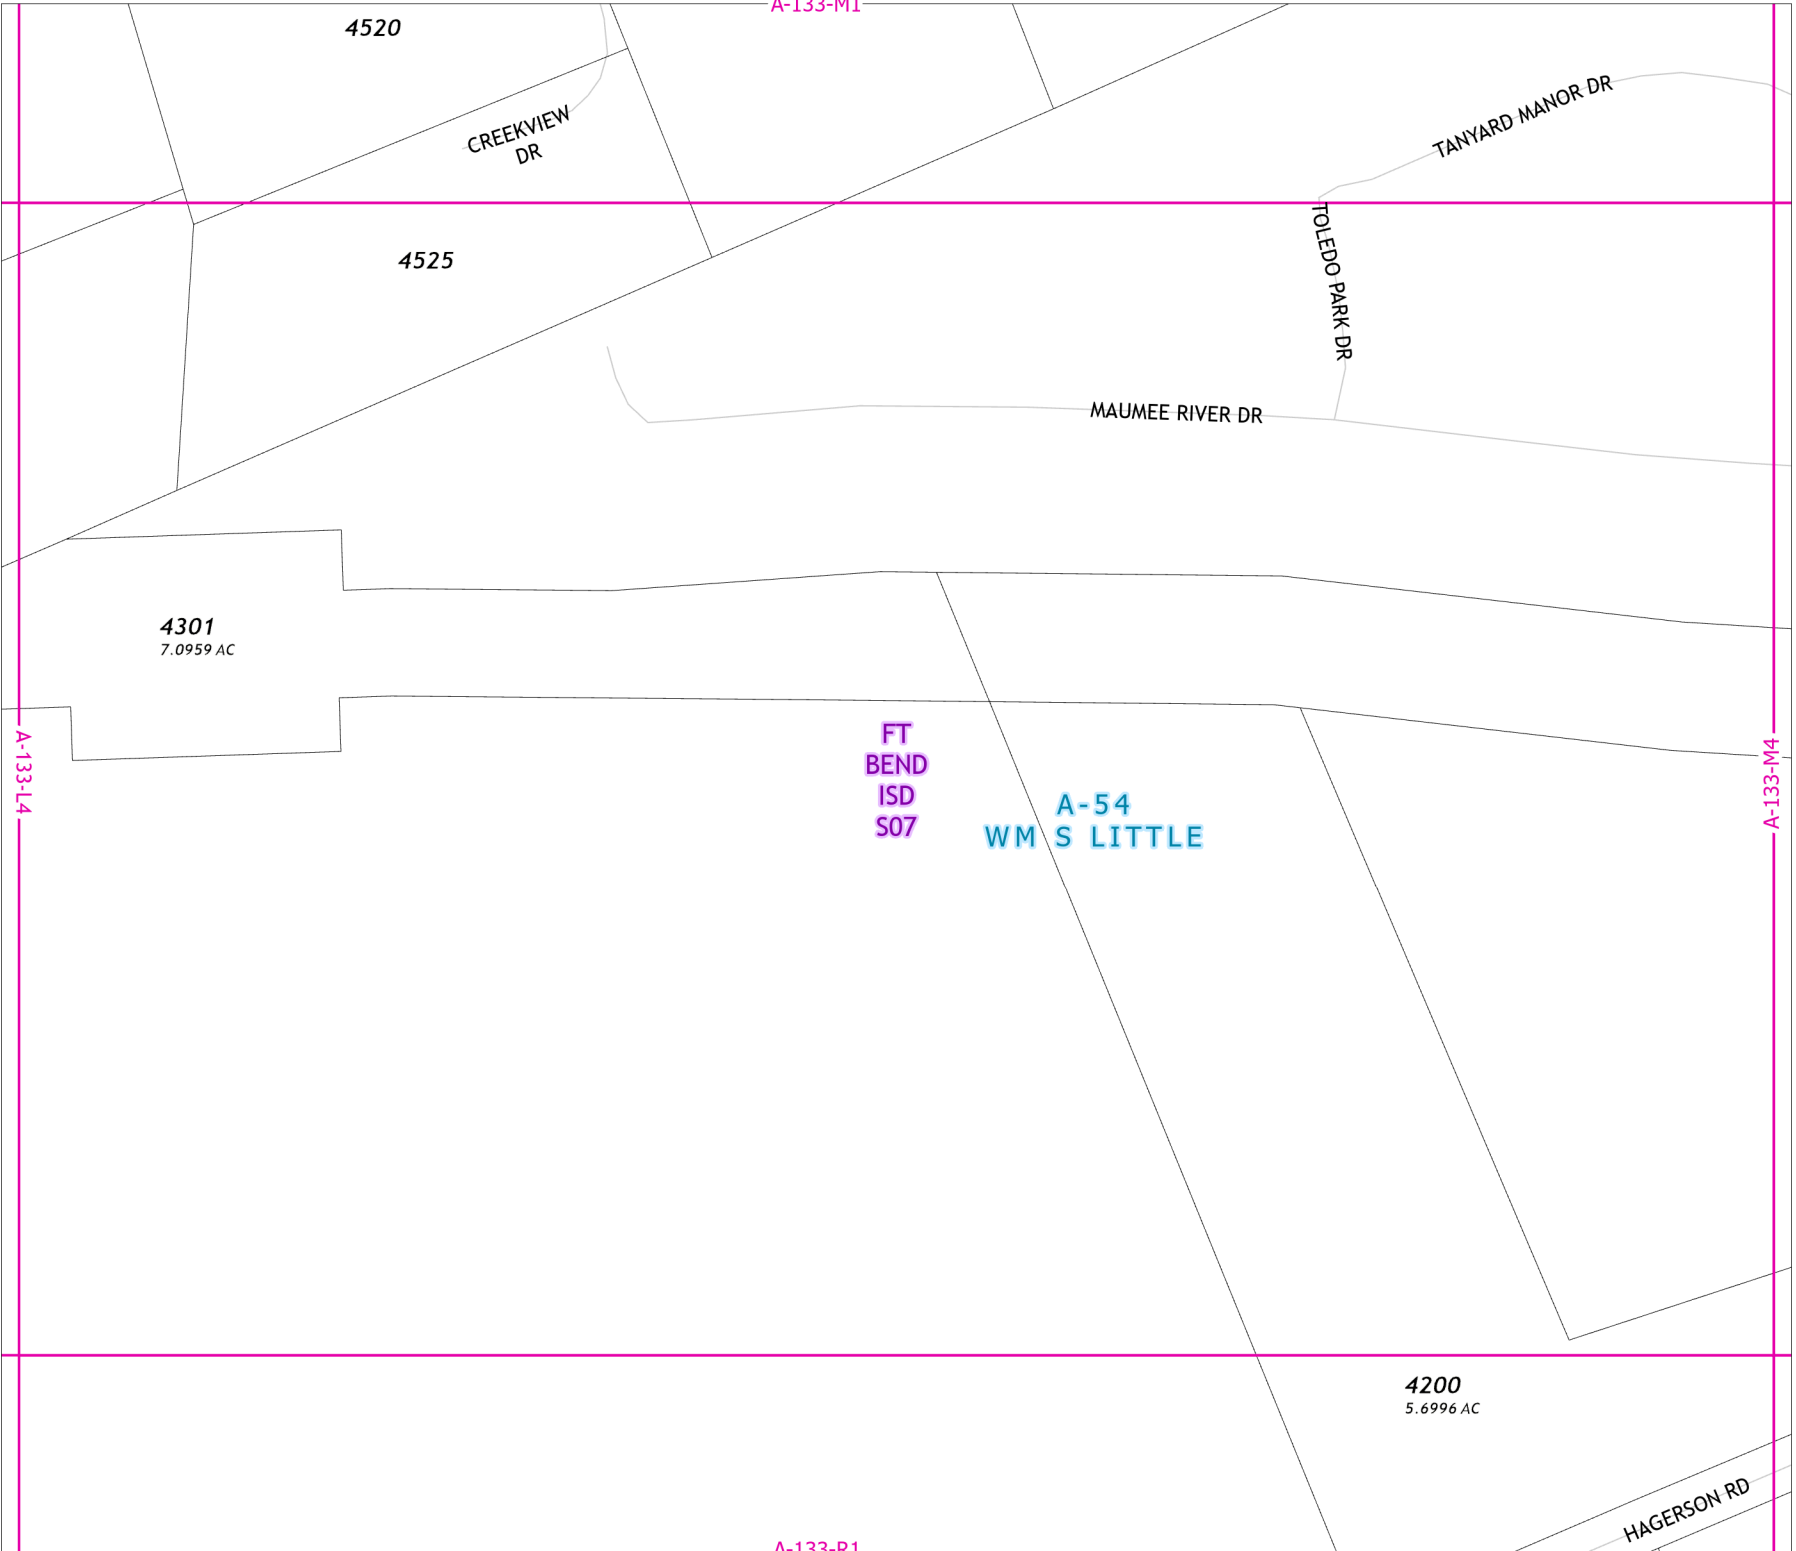 A-133-M1
4520
CREEKVIEW
DR
TANYARD MANOR DR
TOLEDO PARK DR
4525
MAUMEE RIVER DR
4301
7.0959 AC
A-133-L4
FT
BEND
ISD
S07
A-54
WM S LITTLE
A-133-M4
4200
5.6996 AC
HAGERSON RD
A-133-R1